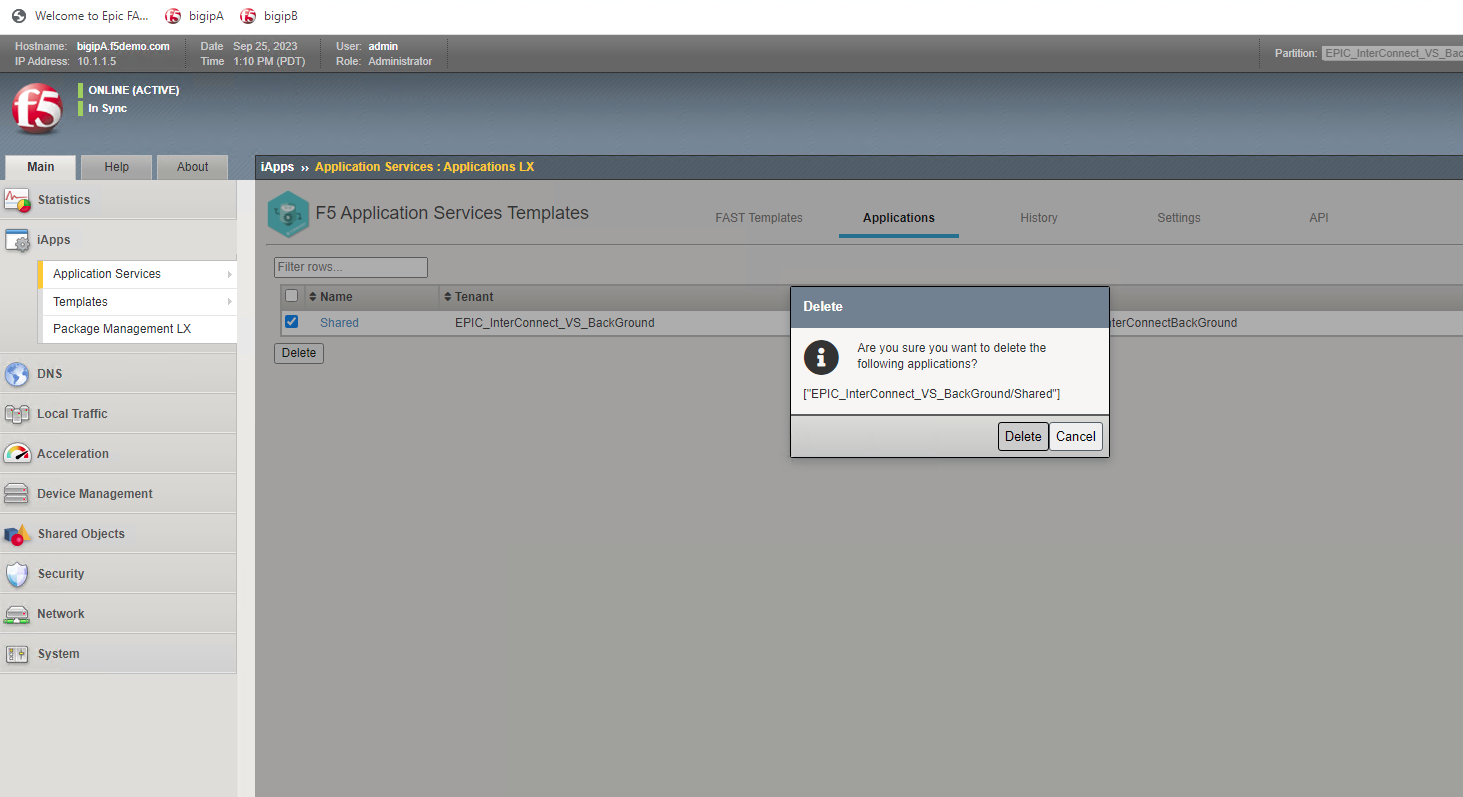 Welcome to Epic FA...
bigipA
bigipB
Hostname: bigipA.f5demo.com
IP Address: 10.1.1.5
Date Sep 25, 2023
Time 1:10 PM (PDT)
User: admin
Role: Administrator
Partition: EPIC_InterConnect_VS_Bac
f5
ONLINE (ACTIVE)
In Sync
Main
Help
About
iApps ›› Application Services : Applications LX
Statistics
iApps
Application Services
Templates
Package Management LX
DNS
Local Traffic
Acceleration
Device Management
Shared Objects
Security
Network
System
F5 Application Services Templates
FAST Templates
Applications
History
Settings
API
Filter rows...
Name
Tenant
Shared
EPIC_InterConnect_VS_BackGround
terConnectBackGround
Delete
Delete
Are you sure you want to delete the
following applications?
["EPIC_InterConnect_VS_BackGround/Shared"]
Delete
Cancel